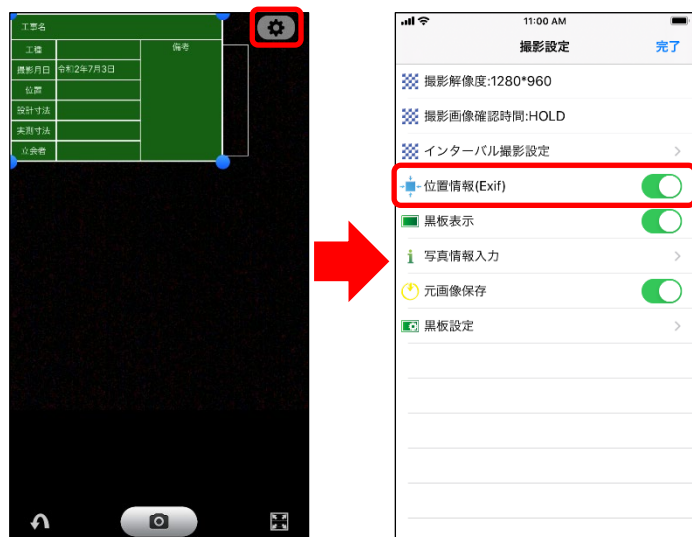 工事名
工種
備考
撮影月日 令和2年7月3日
位置
設計寸法
実測寸法
立会者
11:00 AM
撮影設定
完了
撮影解像度:1280*960
撮影画像確認時間:HOLD
インターバル撮影設定
位置情報(Exif)
黒板表示
写真情報入力
元画像保存
黒板設定